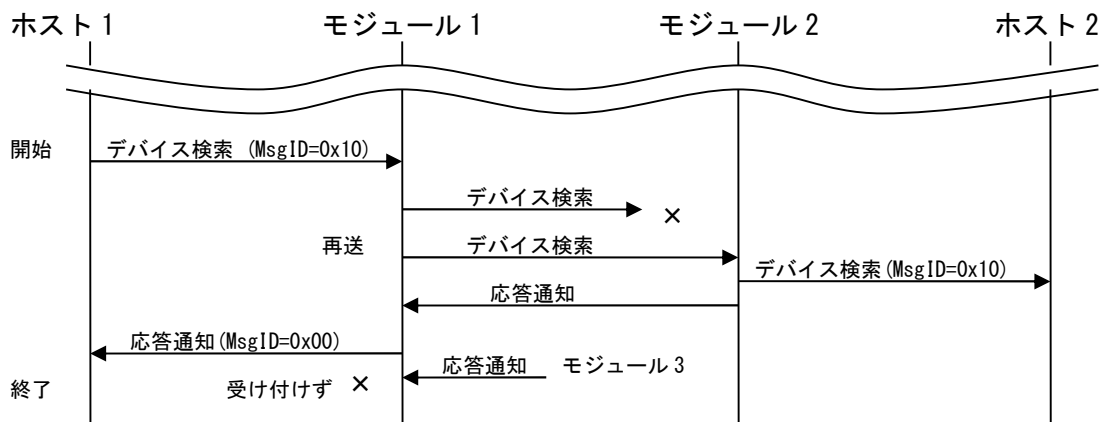 ホスト1 モジュール1 モジュール2 ホスト2
開始 デバイス検索 (MsgID=0x10)
デバイス検索 ×
再送 デバイス検索
デバイス検索(MsgID=0x10)
応答通知
応答通知(MsgID=0x00)
応答通知 モジュール3
終了 受け付けず ×